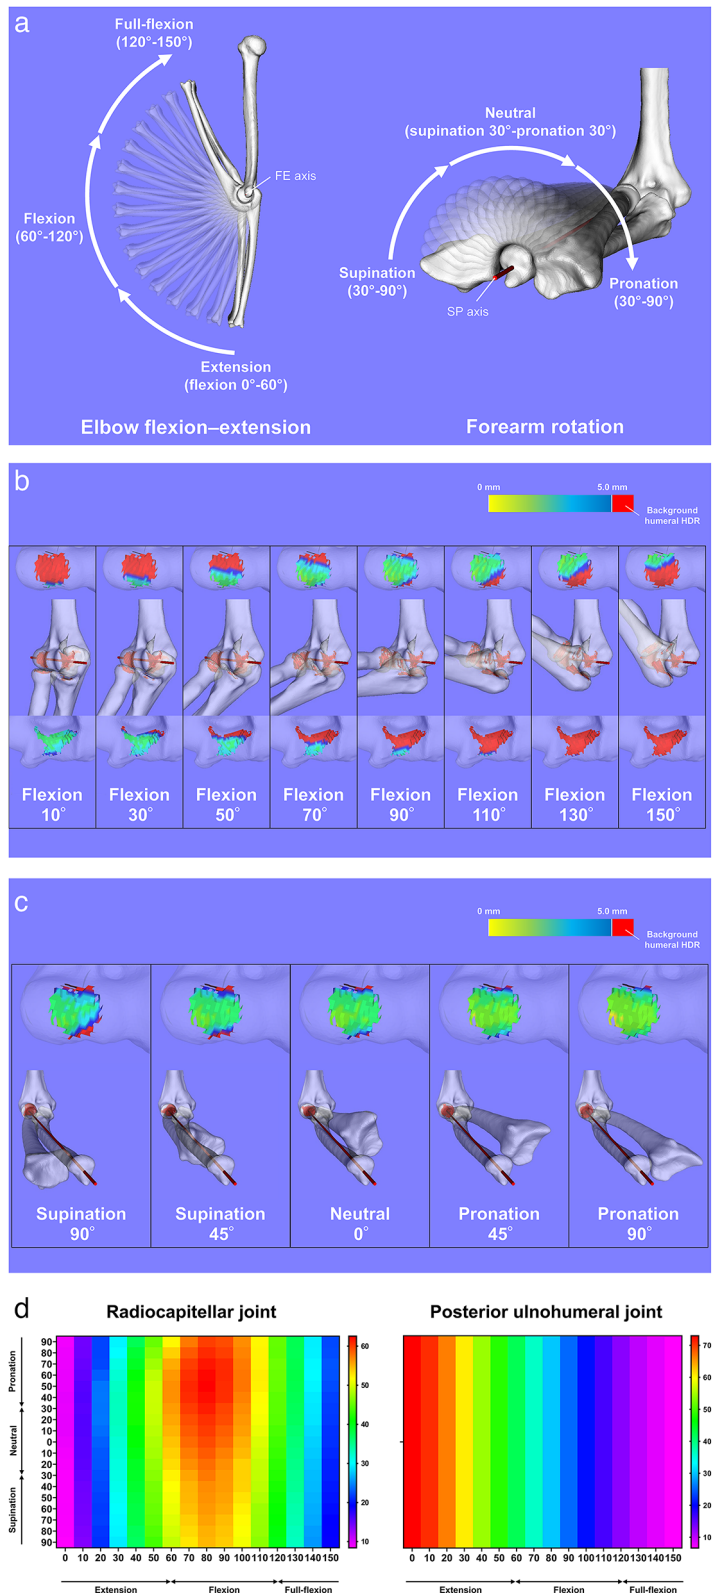 a
Full-flexion
(120°-150°)
FE axis
Flexion
(60°-120°)
Extension
(flexion 0°-60°)
Elbow flexion–extension
Neutral
(supination 30°-pronation 30°)
Supination
(30°-90°)
SP axis
Pronation
(30°-90°)
Forearm rotation
b
0 mm 5.0 mm
Background
humeral HDR
Flexion 10°
Flexion 30°
Flexion 50°
Flexion 70°
Flexion 90°
Flexion 110°
Flexion 130°
Flexion 150°
c
0 mm 5.0 mm
Background
humeral HDR
Supination 90°
Supination 45°
Neutral 0°
Pronation 45°
Pronation 90°
d
Radiocapitellar joint
Pronation
Neutral
Supination
90
80
70
60
50
40
30
20
10
0
10
20
30
40
50
60
70
80
90
0 10 20 30 40 50 60 70 80 90 100 110 120 130 140 150
Extension Flexion Full-flexion
60
50
40
30
20
10
Posterior ulnohumeral joint
0 10 20 30 40 50 60 70 80 90 100 110 120 130 140 150
Extension Flexion Full-flexion
70
60
50
40
30
20
10